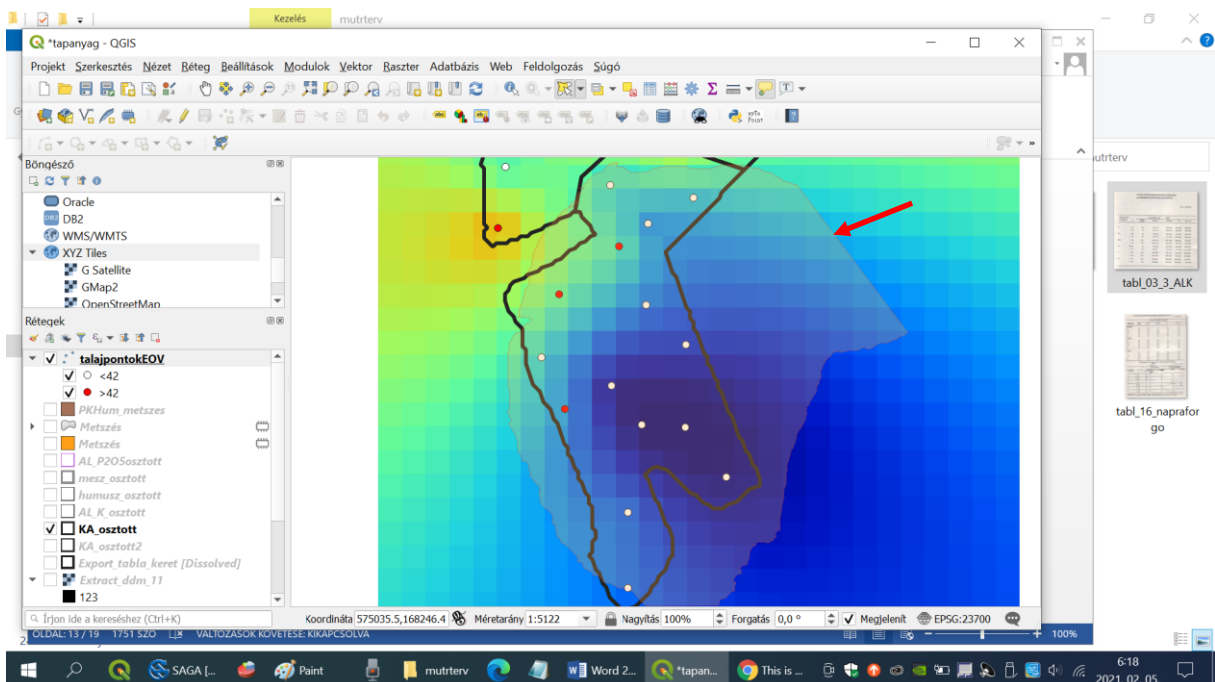 Kezelés
mutrterv
*tapanyag - QGIS
Projekt Szerkesztés Nézet Réteg Beállítások Modulok Vektor Raszter Adatbázis Web Feldolgozás Súgó
Böngésző
Oracle
DB2
WMS/WMTS
XYZ Tiles
G Satellite
GMap2
OpenStreetMap
Rétegek
talajpontokEOV
<42
>42
PKHum_metszes
Metszés
Metszés
AL_P2O5osztott
mesz_osztott
humusz_osztott
AL_K_osztott
KA_osztott
KA_osztott2
Export_tabla_keret [Dissolved]
Extract_ddm_11
123
Írjon ide a kereséshez (Ctrl+K)
Koordináta 575035.5,168246.4 Méretarány 1:5122 Nagyítás 100% Forgatás 0,0 ° Megjelenít EPSG:23700
utrterv
tabl_03_3_ALK
tabl_16_naprafor
go
OLDAL: 13 / 19 1751 SZÓ VÁLTOZÁSOK KÖVETÉSE: KIKAPCSOLVA
100%
SAGA [... Paint mutrterv Word 2... *tapan... This is ...
6:18
2021. 02. 05.